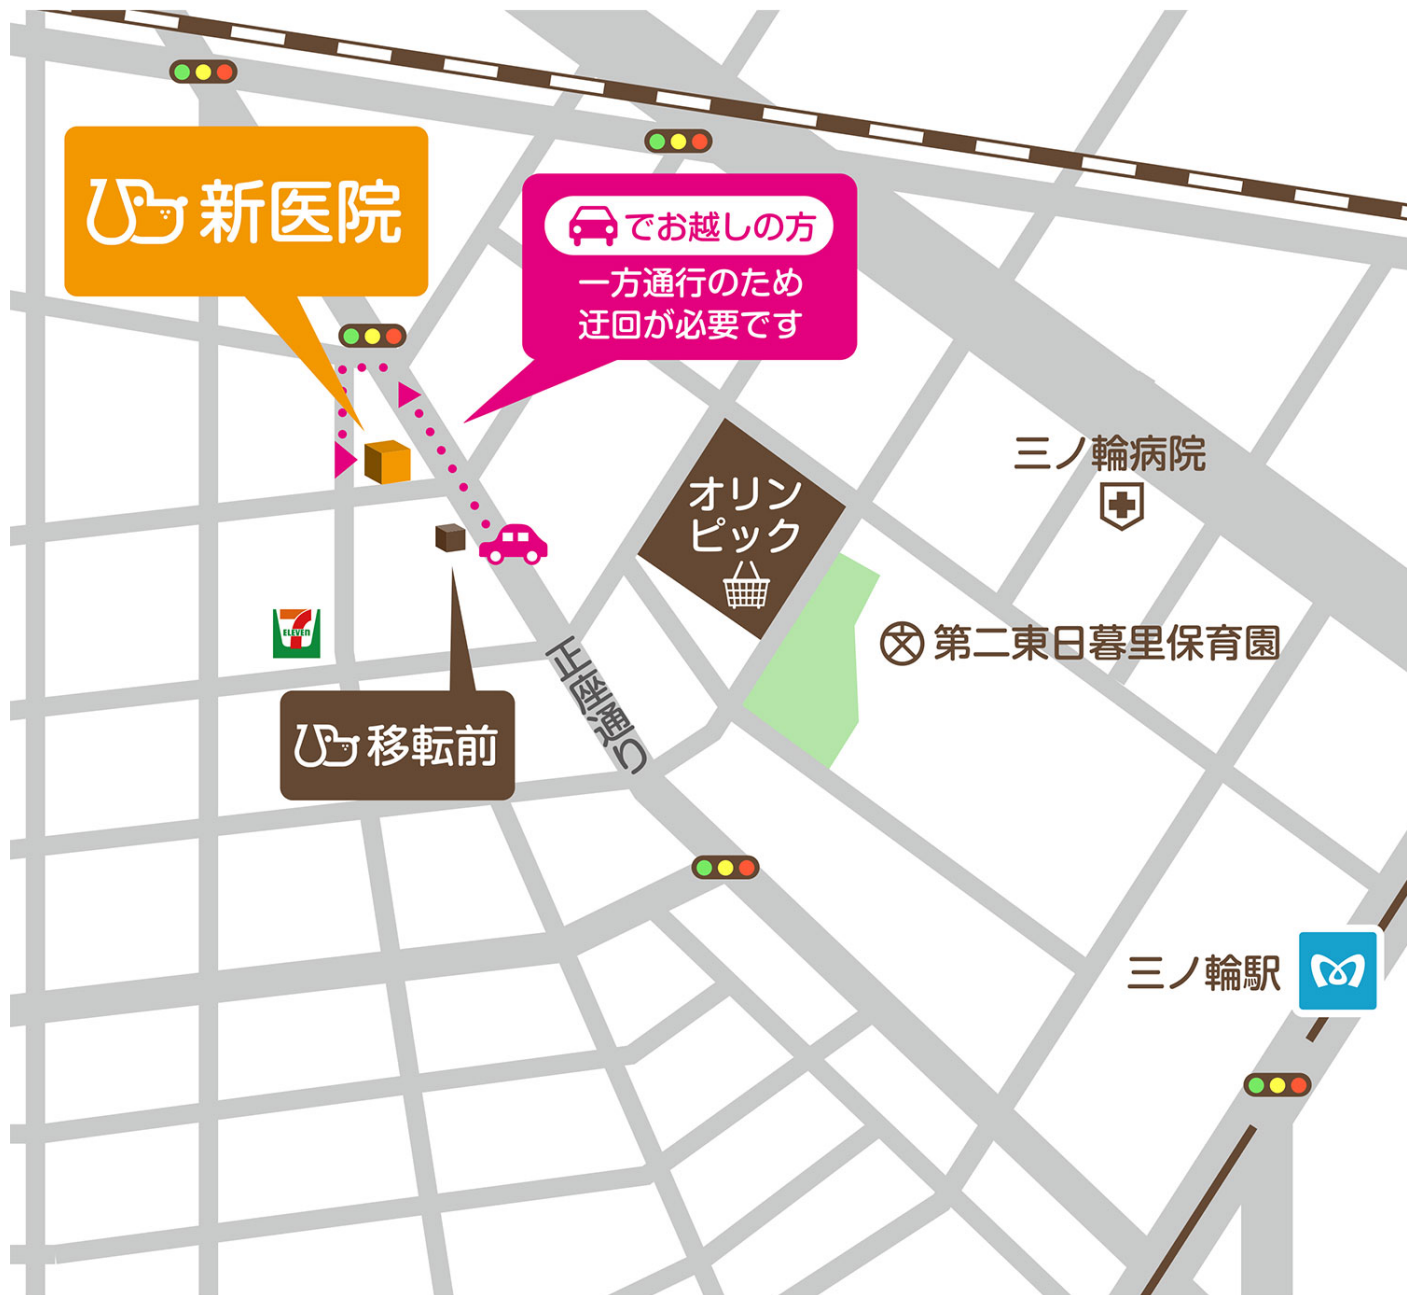 新医院
でお越しの方
一方通行のため
迂回が必要です
三ノ輪病院
オリン
ピック
第二東日暮里保育園
7
ELEVEN
正座通り
移転前
三ノ輪駅